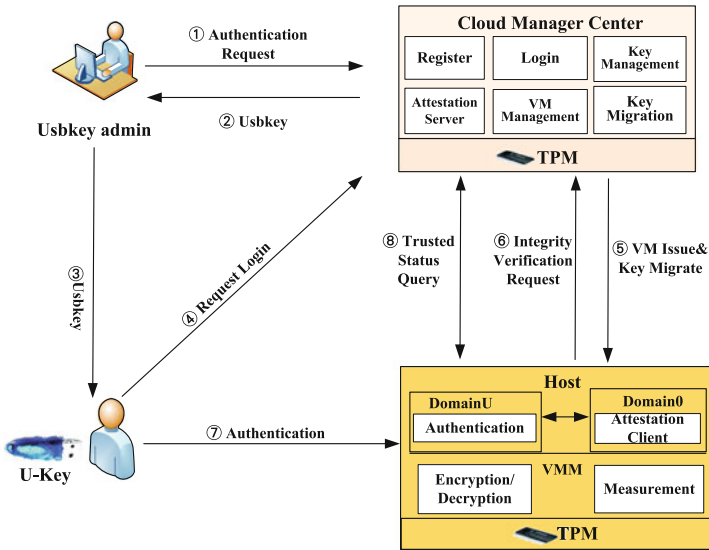 ① Authentication
Request
② Usbkey
Usbkey admin
Cloud Manager Center
Register
Login
Key
Management
Attestation
Server
VM
Management
Key
Migration
TPM
③Usbkey
④ Request Login
⑧ Trusted
Status
Query
⑥ Integrity
Verification
Request
⑤ VM Issue&
Key Migrate
U-Key
⑦ Authentication
Host
DomainU
Authentication
Domain0
Attestation
Client
VMM
Encryption/
Decryption
Measurement
TPM